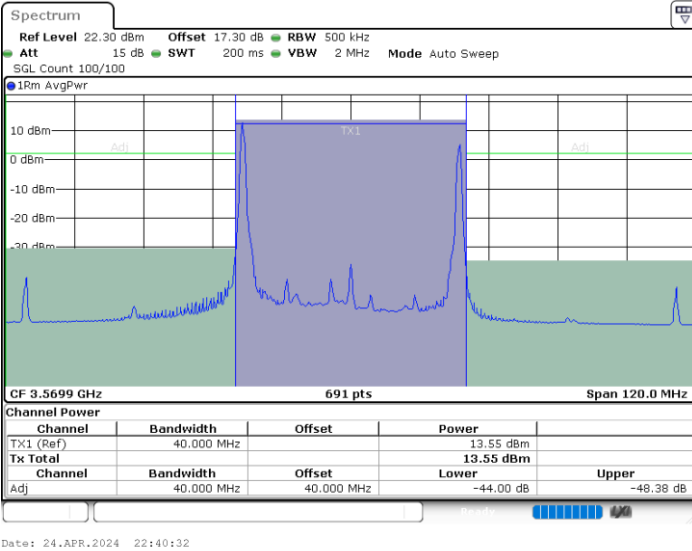 Spectrum
Ref Level 22.30 dBm Offset 17.30 dB RBW 500 kHz
Att 15 dB SWT 200 ms VBW 2 MHz Mode Auto Sweep
SGL Count 100/100
1Rm AvgPwr
10 dBm
TX1
Adj Adj
0 dBm
-10 dBm
-20 dBm
-30 dBm
CF 3.5699 GHz 691 pts Span 120.0 MHz
Channel Power
Channel Bandwidth Offset Power
TX1 (Ref) 40.000 MHz 13.55 dBm
Tx Total 13.55 dBm
Channel Bandwidth Offset Lower Upper
Adj 40.000 MHz 40.000 MHz -44.00 dB -48.38 dB
Ready
Date: 24.APR.2024 22:40:32